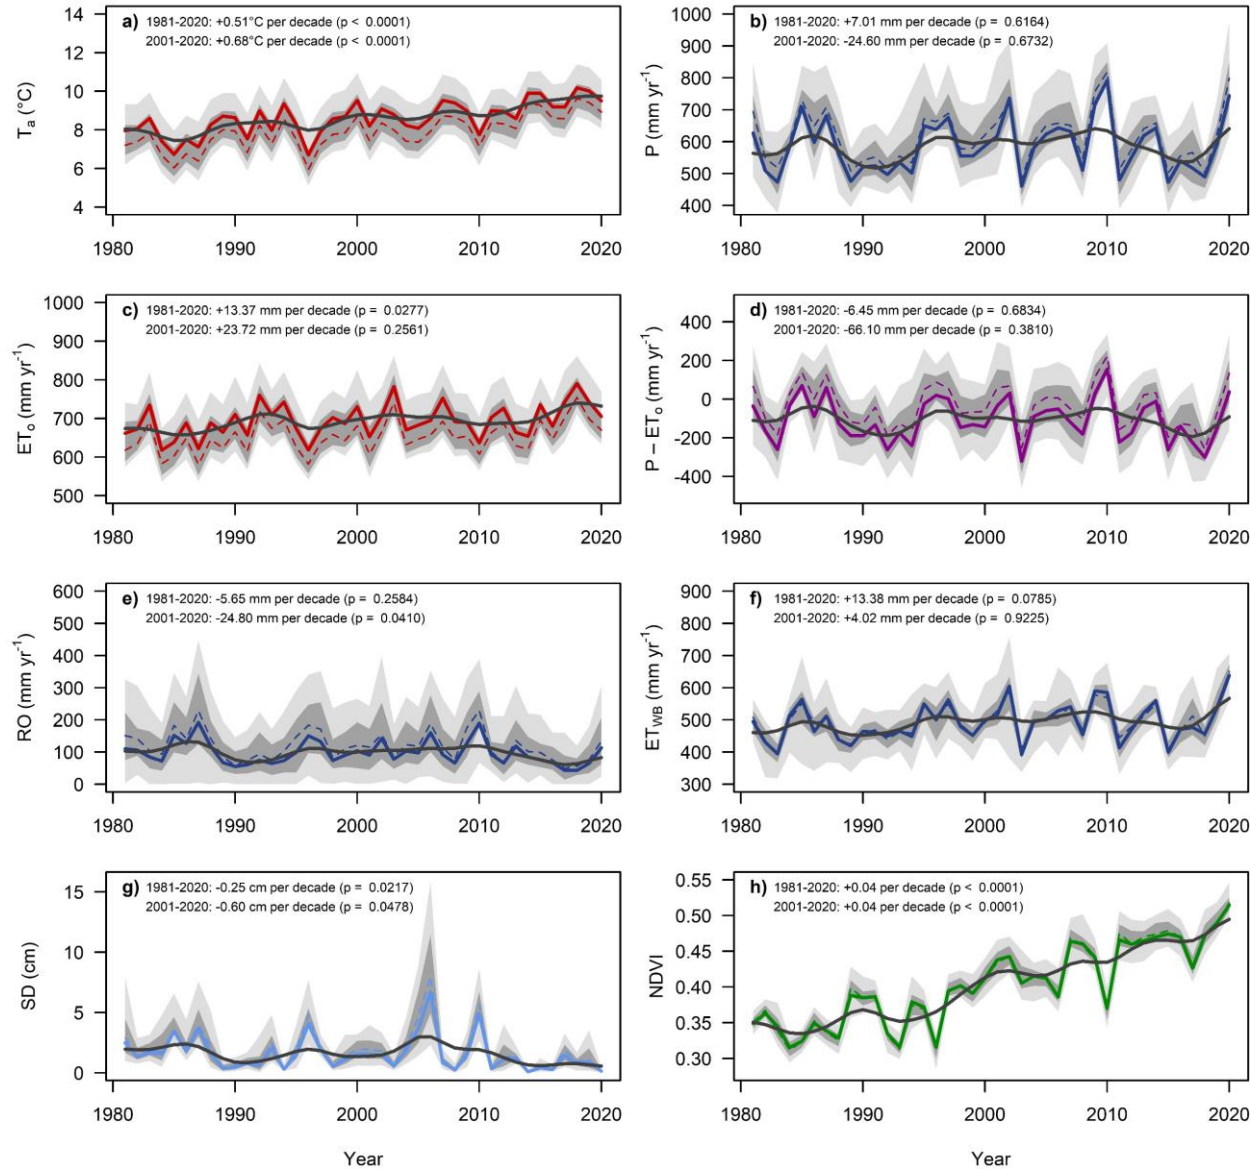 a) 1981-2020: +0.51°C per decade (p < 0.0001)
2001-2020: +0.68°C per decade (p < 0.0001)
Ta (°C)
14
12
10
8
6
4
1980 1990 2000 2010 2020
b) 1981-2020: +7.01 mm per decade (p = 0.6164)
2001-2020: -24.60 mm per decade (p = 0.6732)
P (mm yr-1)
1000
900
800
700
600
500
400
1980 1990 2000 2010 2020
c) 1981-2020: +13.37 mm per decade (p = 0.0277)
2001-2020: +23.72 mm per decade (p = 0.2561)
ETo (mm yr-1)
1000
900
800
700
600
500
1980 1990 2000 2010 2020
d) 1981-2020: -6.45 mm per decade (p = 0.6834)
2001-2020: -66.10 mm per decade (p = 0.3810)
P − ETo (mm yr-1)
400
200
0
-200
-400
1980 1990 2000 2010 2020
e) 1981-2020: -5.65 mm per decade (p = 0.2584)
2001-2020: -24.80 mm per decade (p = 0.0410)
RO (mm yr-1)
600
500
400
300
200
100
0
1980 1990 2000 2010 2020
f) 1981-2020: +13.38 mm per decade (p = 0.0785)
2001-2020: +4.02 mm per decade (p = 0.9225)
ETWB (mm yr-1)
900
800
700
600
500
400
300
1980 1990 2000 2010 2020
g) 1981-2020: -0.25 cm per decade (p = 0.0217)
2001-2020: -0.60 cm per decade (p = 0.0478)
SD (cm)
15
10
5
0
1980 1990 2000 2010 2020
Year
h) 1981-2020: +0.04 per decade (p < 0.0001)
2001-2020: +0.04 per decade (p < 0.0001)
NDVI
0.55
0.50
0.45
0.40
0.35
0.30
1980 1990 2000 2010 2020
Year